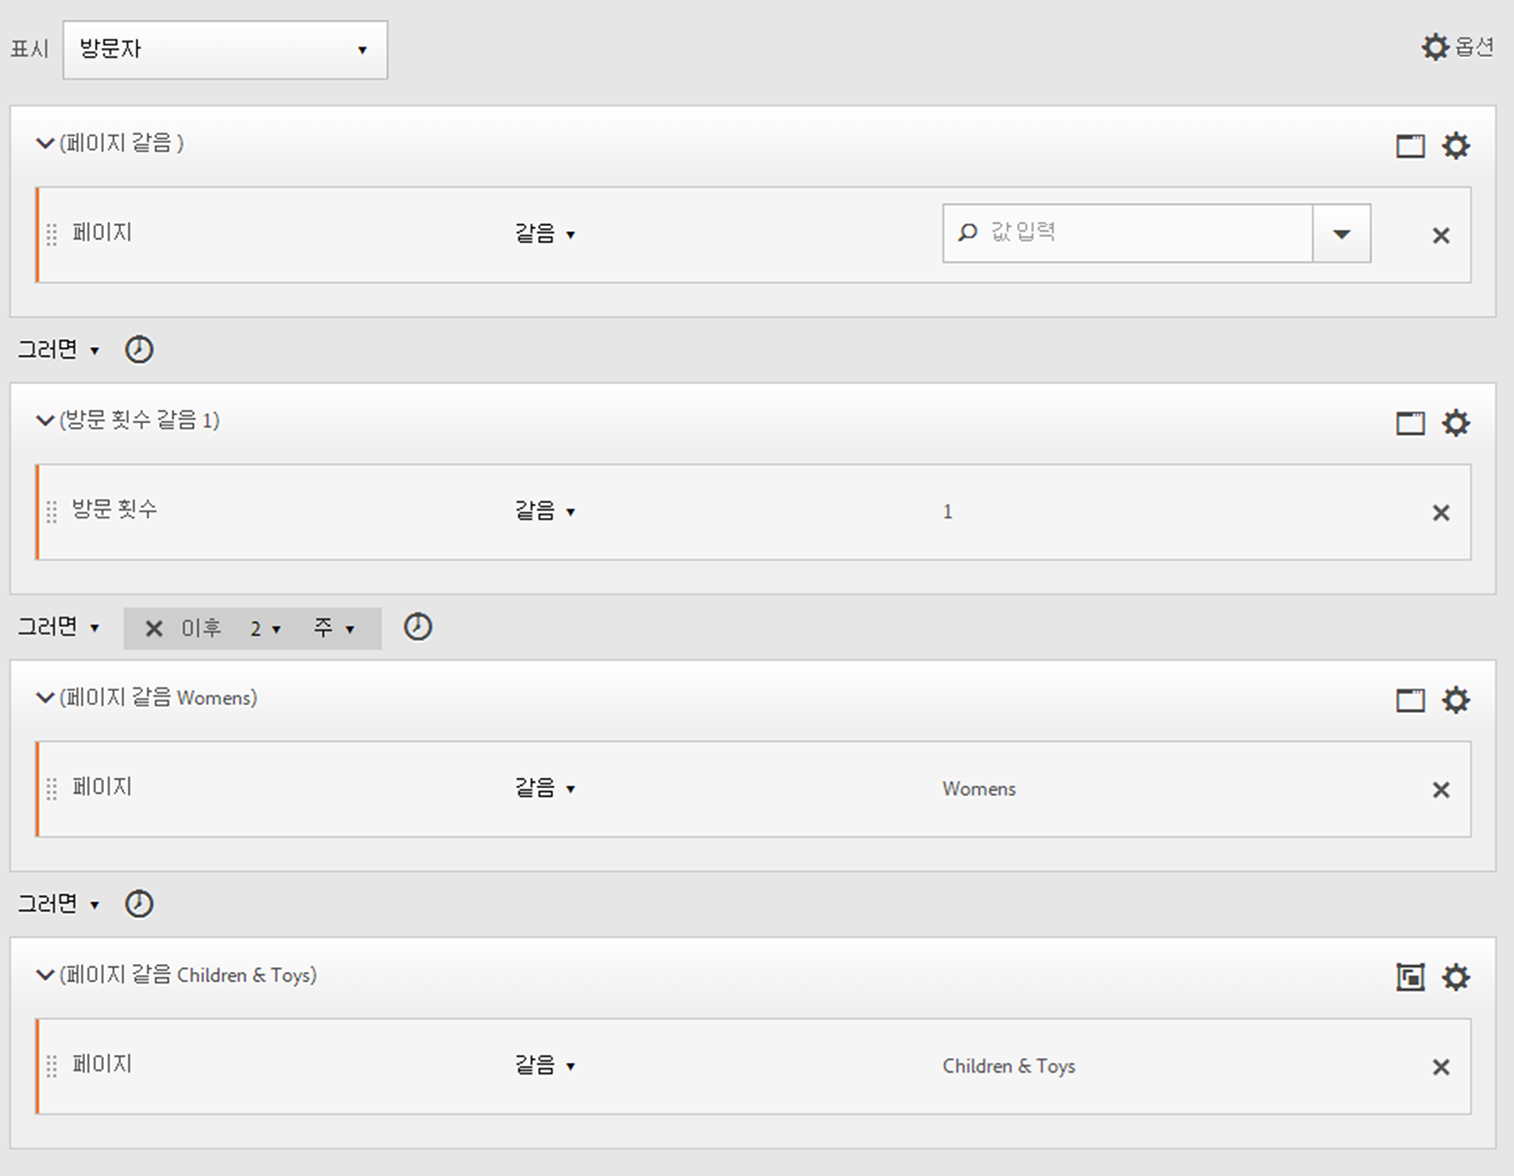 표시 방문자 옵션
(페이지 같음 )
페이지 같음 값 입력
그러면
(방문 횟수 같음 1)
방문 횟수 같음 1
그러면 이후 2 주
(페이지 같음 Womens)
페이지 같음 Womens
그러면
(페이지 같음 Children & Toys)
페이지 같음 Children & Toys